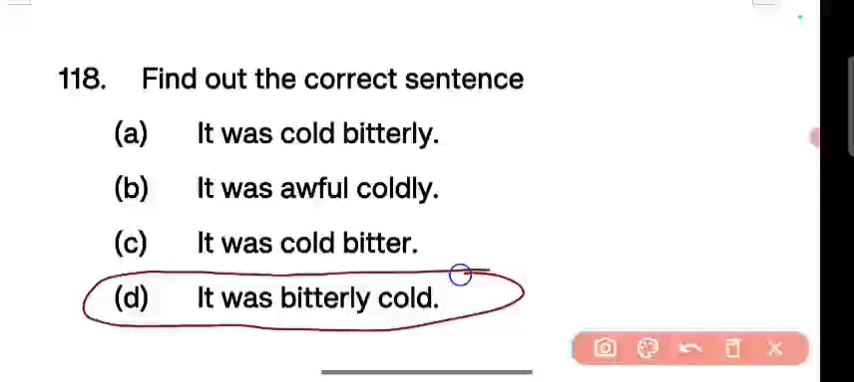 118. Find out the correct sentence
(a) It was cold bitterly.
(b) It was awful coldly.
(c) It was cold bitter.
(d) It was bitterly cold.